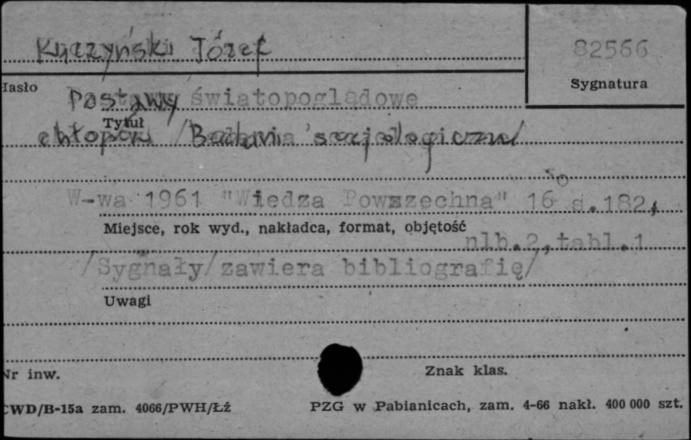 Kuczyński Józef
82566
Hasło
Sygnatura
Postawy światopoglądowe
Tytuł
chłopów /Badania socjologiczne/
W-wa 1961 "Wiedza Powszechna" 16° s.182,
Miejsce, rok wyd., nakładca, format, objętość
nlb.2,tabl.1
/Sygnały/zawiera bibliografię/
Uwagi
Nr inw.
Znak klas.
CWD/B-15a zam. 4066/PWH/Łź
PZG w Pabianicach, zam. 4-66 nakł. 400 000 szt.